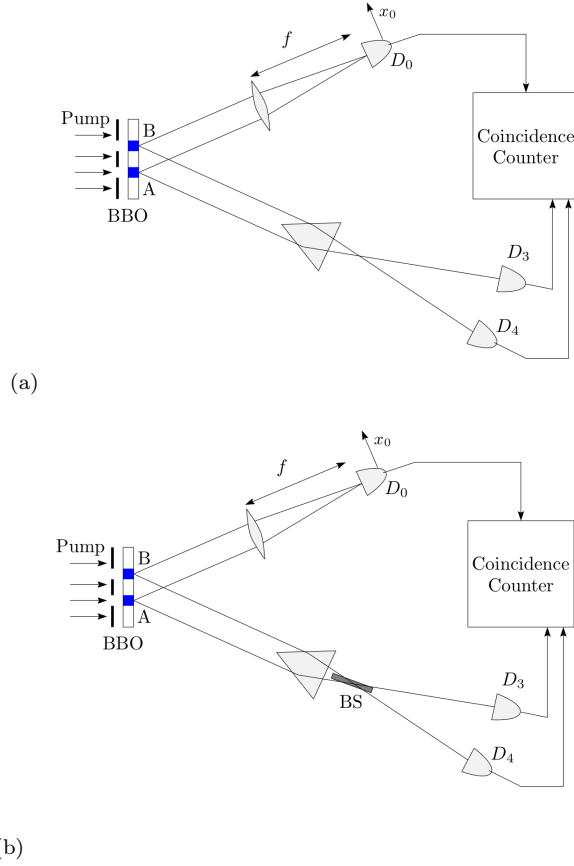 x₀
f
D₀
Pump
B
Coincidence
Counter
A
BBO
D₃
D₄
(a)
x₀
f
D₀
Pump
B
Coincidence
Counter
A
BBO
D₃
BS
D₄
(b)